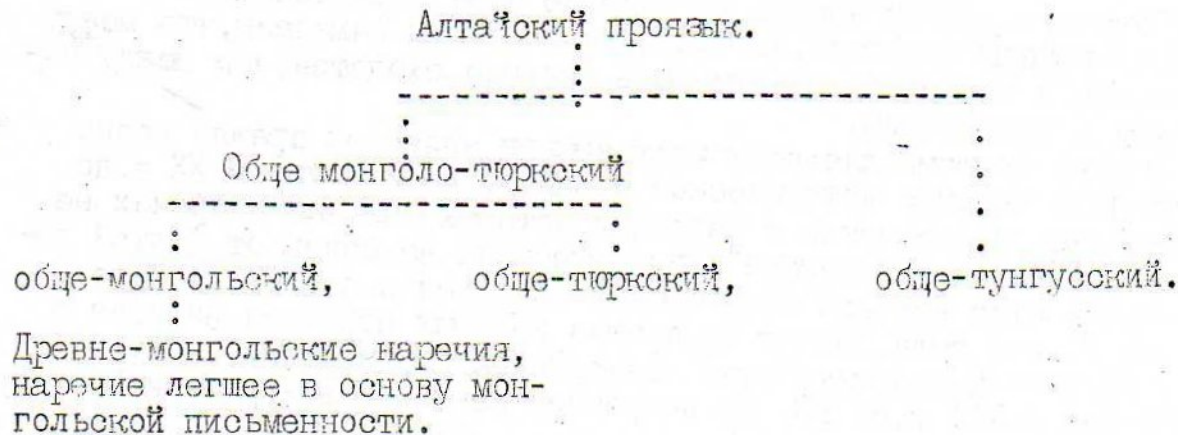 Алтайский проязык.
Обще монголо-тюркский
обще-монгольский, обще-тюркский, обще-тунгусский.
Древне-монгольские наречия,
наречие легшее в основу мон-
гольской письменности.